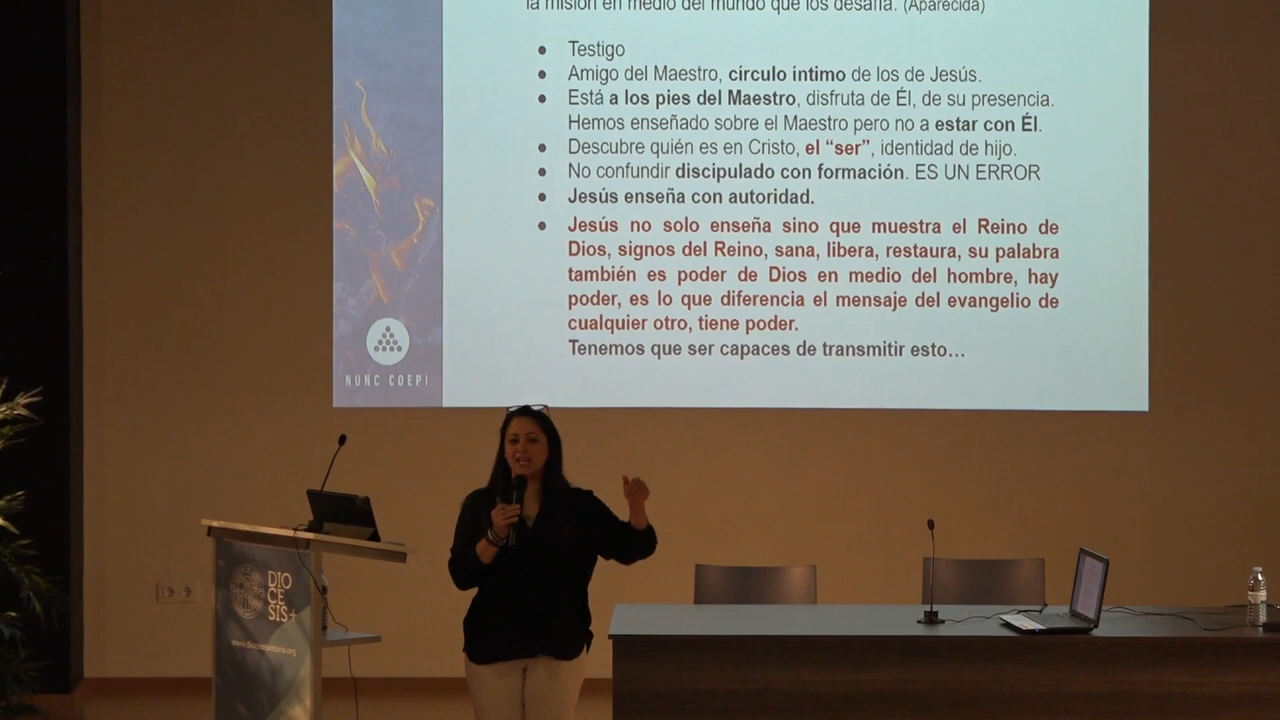 la misión en medio del mundo que los desafía. (Aparecida)
● Testigo
● Amigo del Maestro, círculo íntimo de los de Jesús.
● Está a los pies del Maestro, disfruta de Él, de su presencia.
Hemos enseñado sobre el Maestro pero no a estar con Él.
● Descubre quién es en Cristo, el “ser”, identidad de hijo.
● No confundir discipulado con formación. ES UN ERROR
● Jesús enseña con autoridad.
● Jesús no solo enseña sino que muestra el Reino de
Dios, signos del Reino, sana, libera, restaura, su palabra
también es poder de Dios en medio del hombre, hay
poder, es lo que diferencia el mensaje del evangelio de
cualquier otro, tiene poder.
Tenemos que ser capaces de transmitir esto…
NUNC COEPI
DIO
CE
SIS+